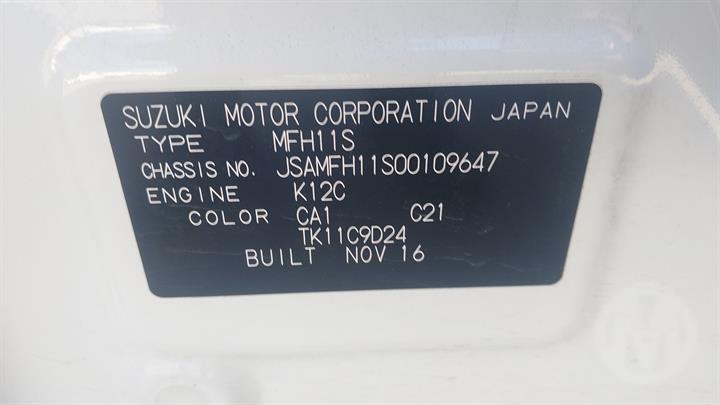 SUZUKI MOTOR CORPORATION JAPAN
TYPE MFH11S
CHASSIS NO. JSAMFH11S00109647
ENGINE K12C
COLOR CA1 C21
TK11C9D24
BUILT NOV 16